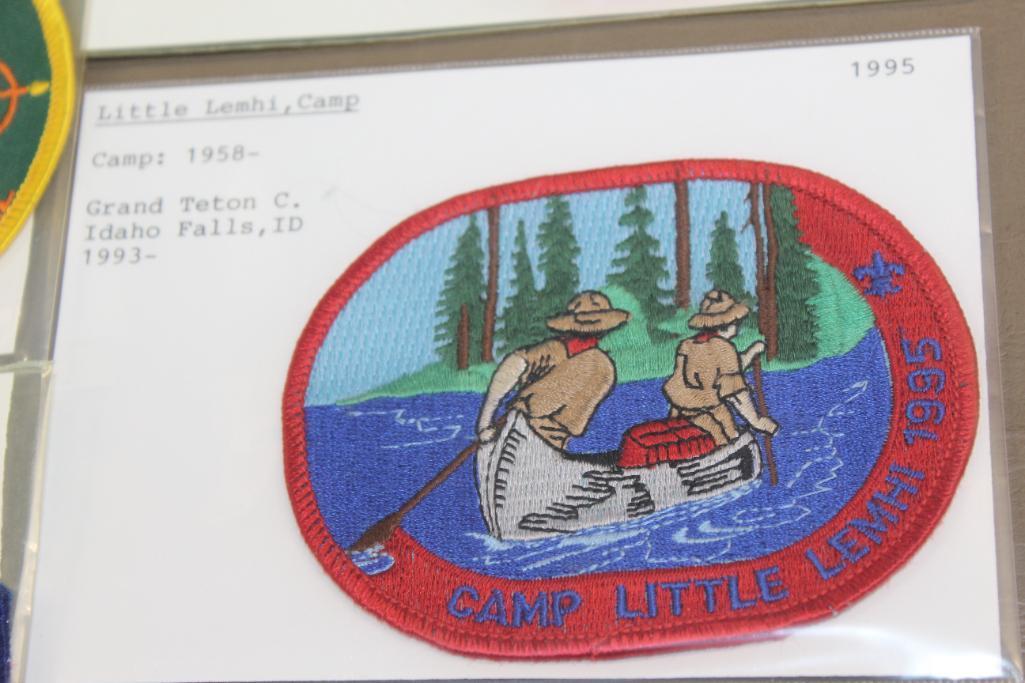 1995
Little Lemhi,Camp
Camp: 1958-
Grand Teton C.
Idaho Falls,ID
1993-
CAMP LITTLE LEMHI 1995